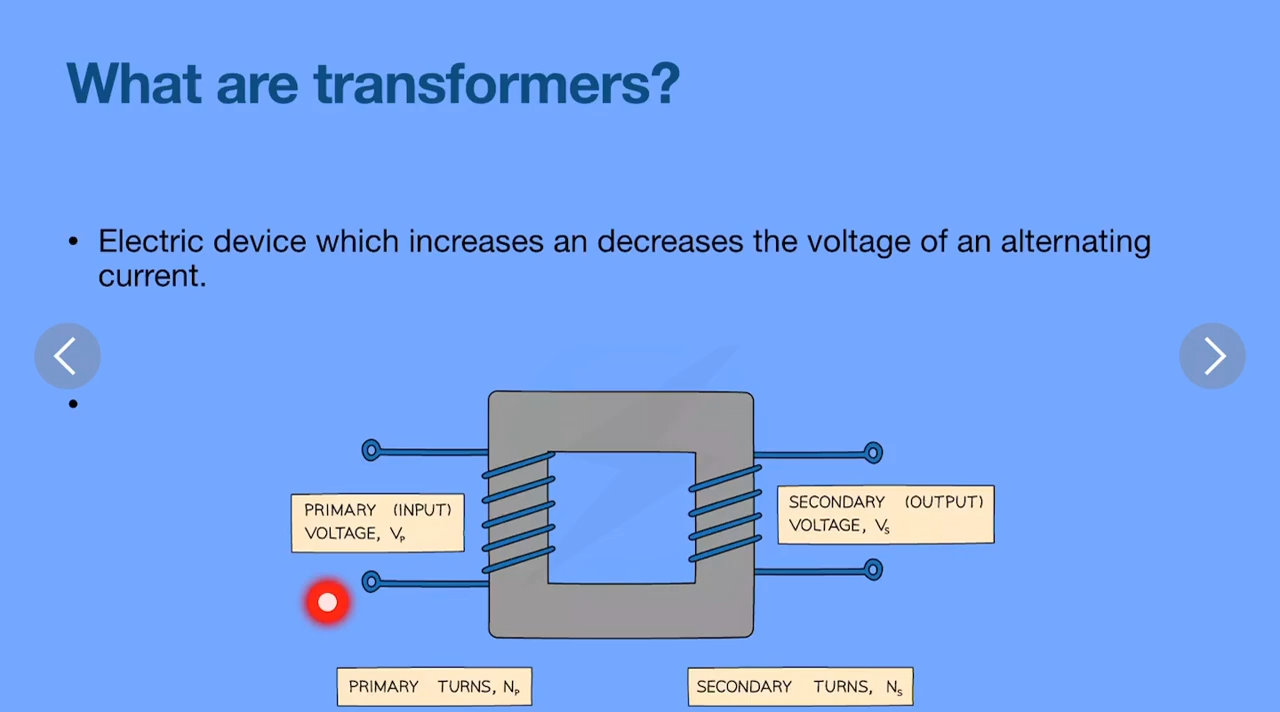 What are transformers?
• Electric device which increases an decreases the voltage of an alternating
current.
•
PRIMARY (INPUT)
VOLTAGE, Vₚ
SECONDARY (OUTPUT)
VOLTAGE, Vₛ
PRIMARY TURNS, Nₚ
SECONDARY TURNS, Nₛ